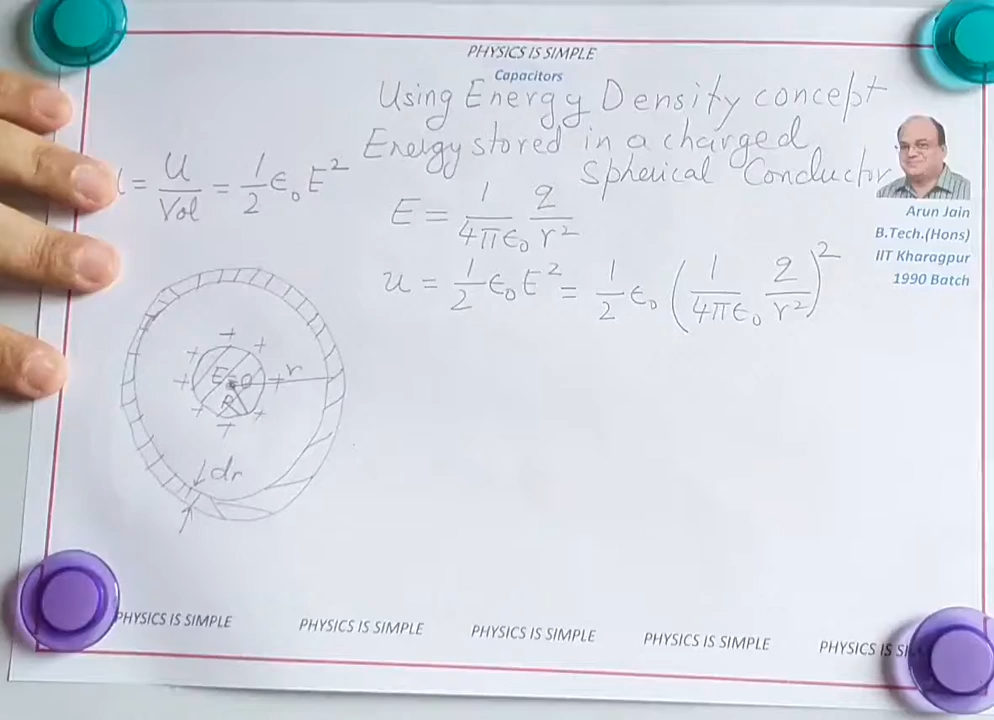 PHYSICS IS SIMPLE
Capacitors
Using Energy Density concept
Energy stored in a charged
Spherical Conductor
= U/Vol = 1/2 ε₀ E²
E = 1/4πε₀ q/r²
u = 1/2 ε₀ E² = 1/2 ε₀ (1/4πε₀ q/r²)²
Arun Jain
B.Tech.(Hons)
IIT Kharagpur
1990 Batch
+ + + + + + + +
E=0
r
R
dr
PHYSICS IS SIMPLE PHYSICS IS SIMPLE PHYSICS IS SIMPLE PHYSICS IS SIMPLE PHYSICS IS